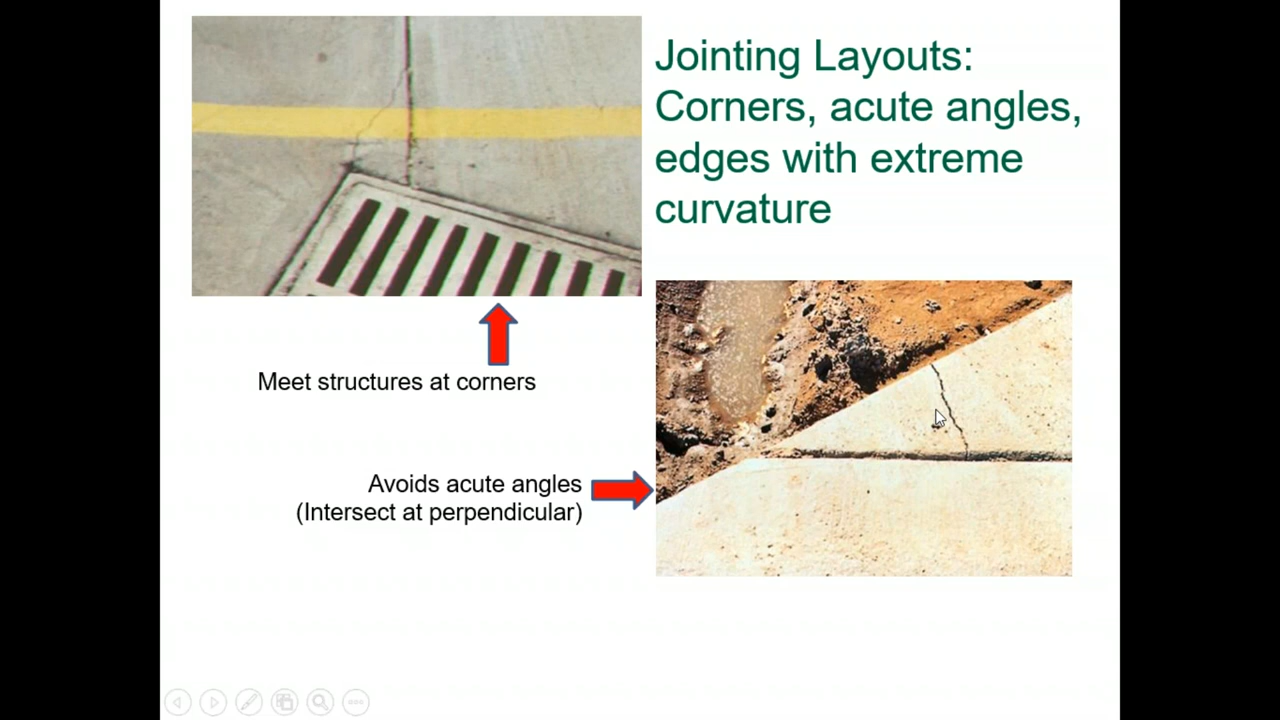 Jointing Layouts:
Corners, acute angles,
edges with extreme
curvature
Meet structures at corners
Avoids acute angles
(Intersect at perpendicular)